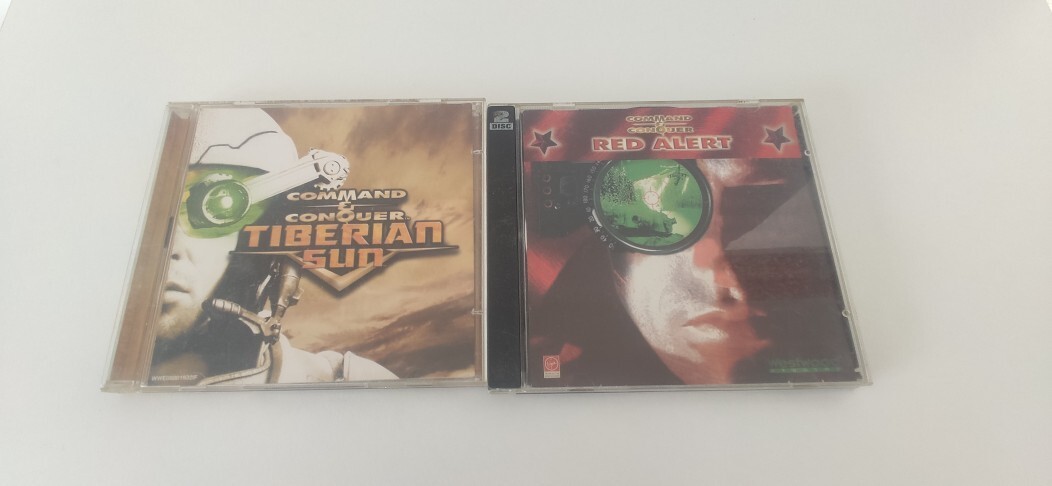 COMMAND
&
CONQUER
TIBERIAN
SUN
2
DISC
COMMAND
&
CONQUER
RED ALERT